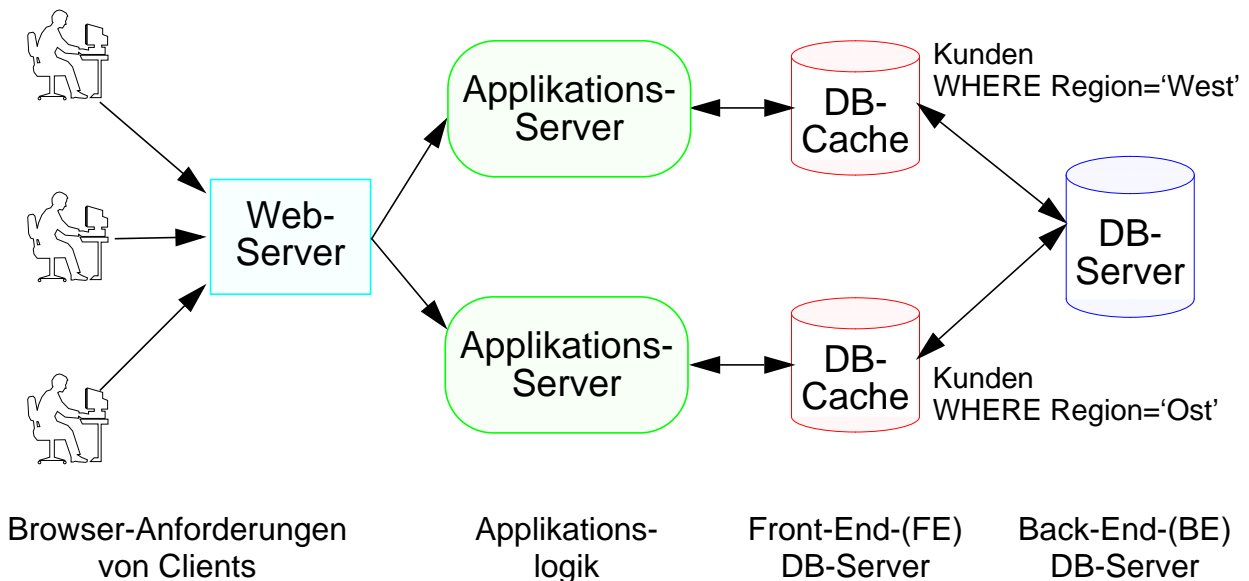 Applikations-
Server
DB-
Cache
Kunden
WHERE Region=‘West’
Web-
Server
DB-
Server
Applikations-
Server
DB-
Cache
Kunden
WHERE Region=‘Ost’
Browser-Anforderungen
von Clients
Applikations-
logik
Front-End-(FE)
DB-Server
Back-End-(BE)
DB-Server